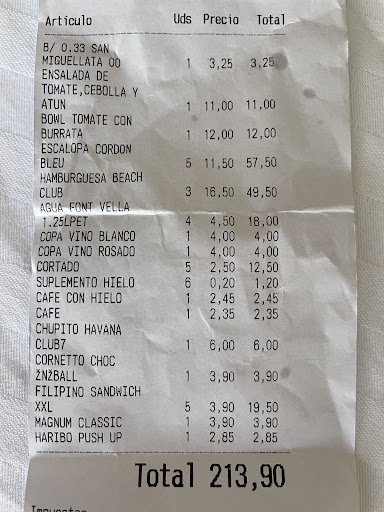 Artículo Uds Precio Total
B/ 0,33 SAN
MIGUELLATA 00 1 3,25 3,25
ENSALADA DE
TOMATE,CEBOLLA Y
ATUN 1 11,00 11,00
BOWL TOMATE CON
BURRATA 1 12,00 12,00
ESCALOPA CORDON
BLEU 5 11,50 57,50
HAMBURGUESA BEACH
CLUB 3 16,50 49,50
AGUA FONT VELLA
1.25LPET 4 4,50 18,00
COPA VINO BLANCO 1 4,00 4,00
COPA VINO ROSADO 1 4,00 4,00
CORTADO 5 2,50 12,50
SUPLEMENTO HIELO 6 0,20 1,20
CAFE CON HIELO 1 2,45 2,45
CAFE 1 2,35 2,35
CHUPITO HAVANA
CLUB7 1 6,00 6,00
CORNETTO CHOC
ŽNŽBALL 1 3,90 3,90
FILIPINO SANDWICH
XXL 5 3,90 19,50
MAGNUM CLASSIC 1 3,90 3,90
HARIBO PUSH UP 1 2,85 2,85
Total 213,90
Impuestos